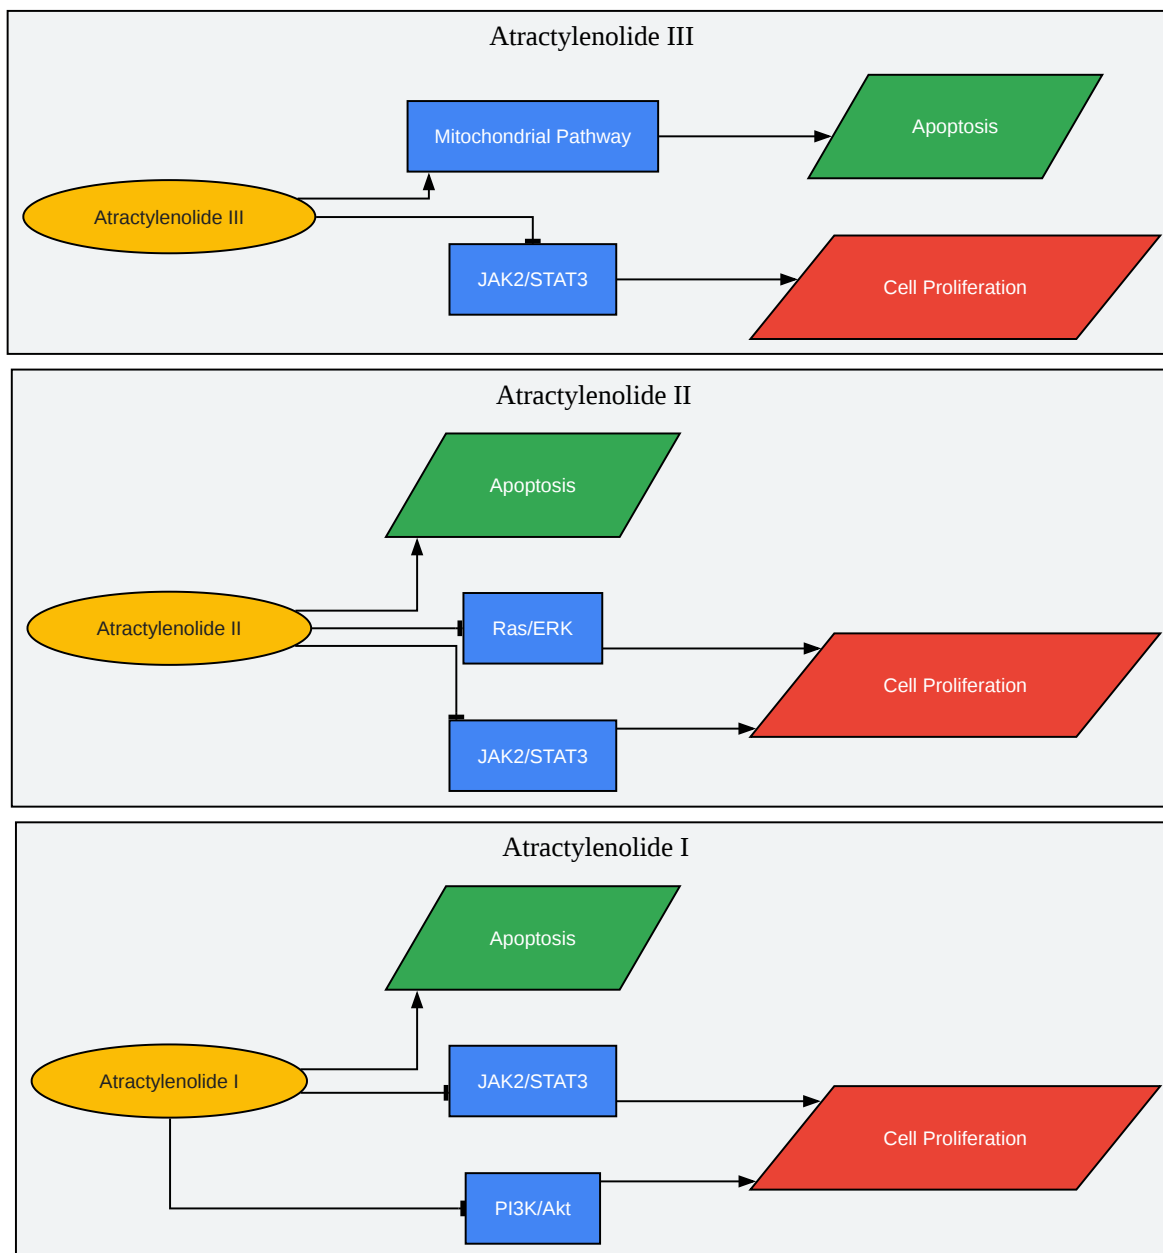 Atractylenolide III
Mitochondrial Pathway
Apoptosis
Atractylenolide III
JAK2/STAT3
Cell Proliferation
Atractylenolide II
Apoptosis
Atractylenolide II
Ras/ERK
Cell Proliferation
JAK2/STAT3
Atractylenolide I
Apoptosis
Atractylenolide I
JAK2/STAT3
Cell Proliferation
PI3K/Akt